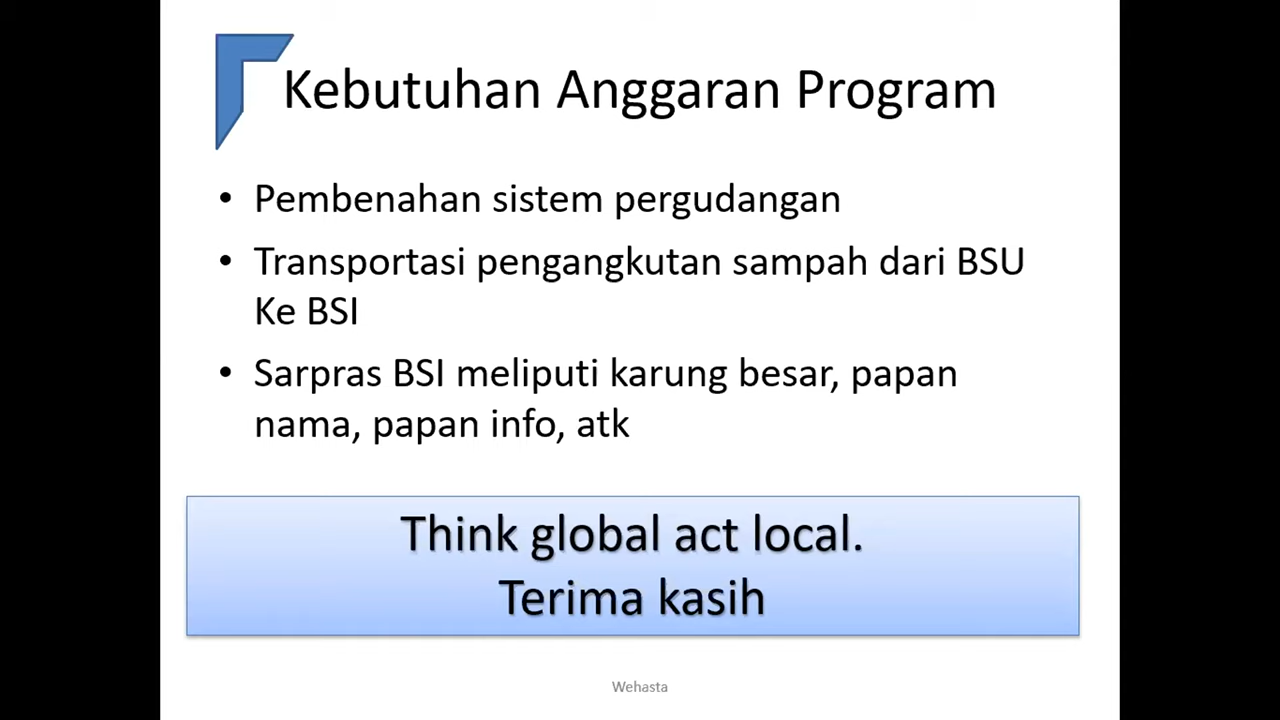 Kebutuhan Anggaran Program
• Pembenahan sistem pergudangan
• Transportasi pengangkutan sampah dari BSU
Ke BSI
• Sarpras BSI meliputi karung besar, papan
nama, papan info, atk
Think global act local.
Terima kasih
Wehasta